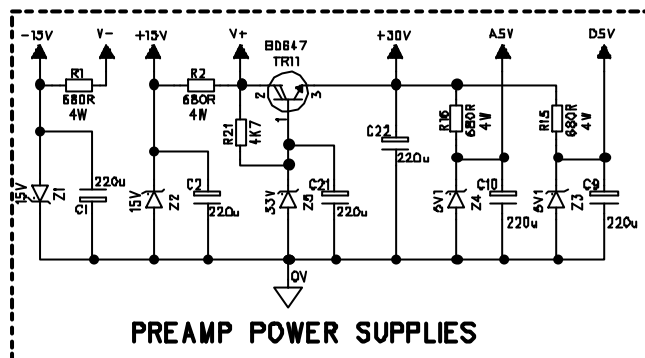 -15V V- +15V V+ BD647 +30V A5V D5V
TR11
R1 R2 2 3
680R 680R 1
4W 4W
R21 4K7 C22 R16 680R 4W R15 680R 4W
220u
15V Z1 220u C1 15V Z2 C2 220u 33V Z5 C21 220u 6V1 Z4 C10 220u 6V1 Z3 C9 220u
0V
PREAMP POWER SUPPLIES